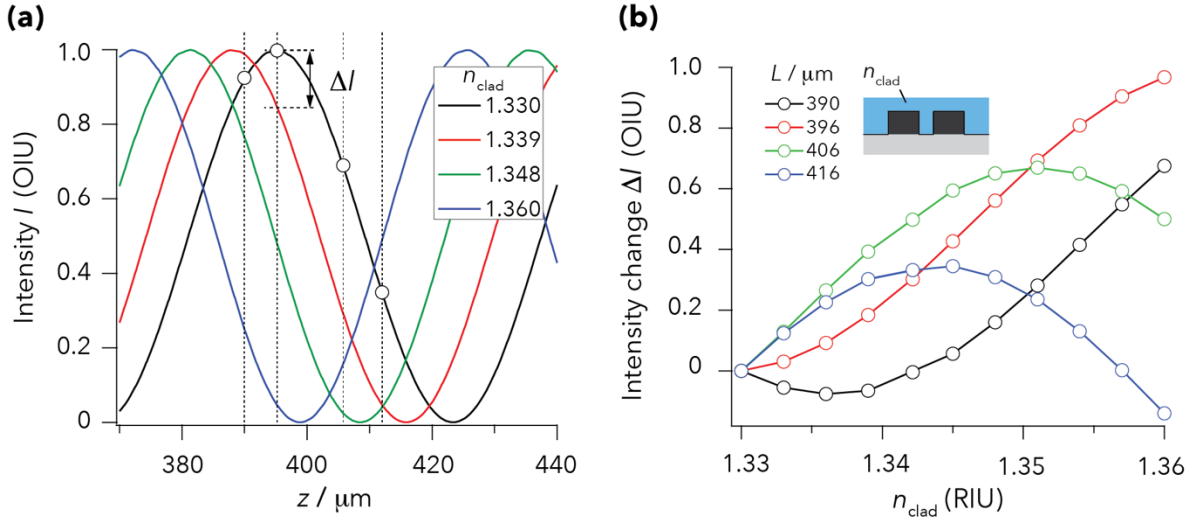 (a)
1.0
0.8
0.6
0.4
0.2
0
Intensity I (OIU)
380
400
420
440
z / μm
ΔI
nclad
1.330
1.339
1.348
1.360
(b)
1.0
0.8
0.6
0.4
0.2
0
Intensity change ΔI (OIU)
L / μm
390
396
406
416
nclad
1.33
1.34
1.35
1.36
nclad (RIU)